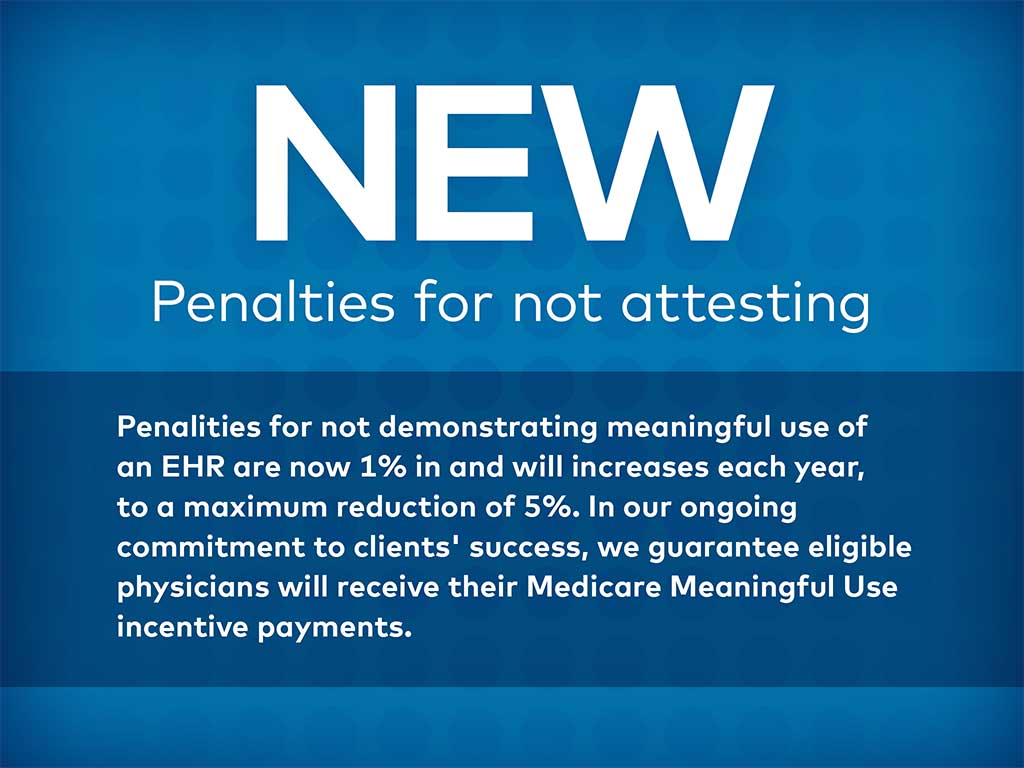 NEW
Penalties for not attesting
Penalities for not demonstrating meaningful use of
an EHR are now 1% in and will increases each year,
to a maximum reduction of 5%. In our ongoing
commitment to clients' success, we guarantee eligible
physicians will receive their Medicare Meaningful Use
incentive payments.